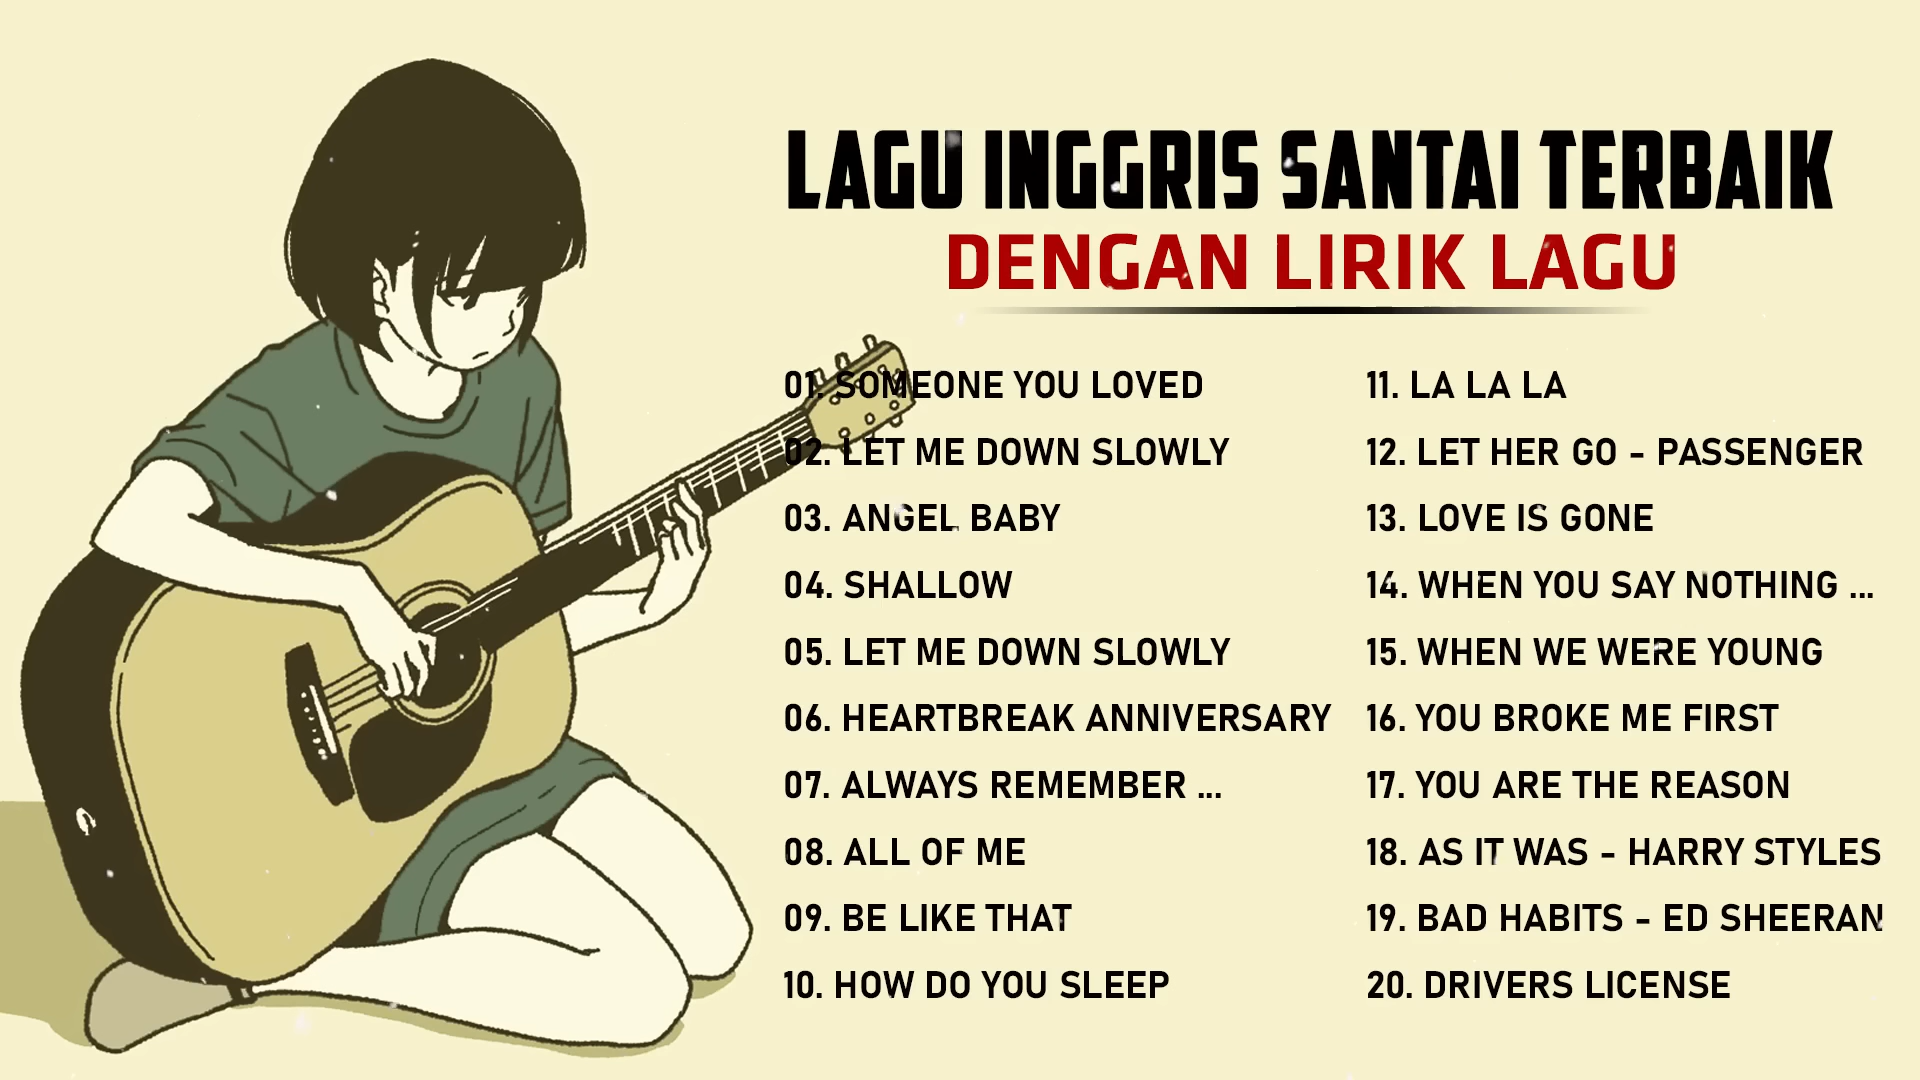 LAGU INGGRIS SANTAI TERBAIK
DENGAN LIRIK LAGU
01. SOMEONE YOU LOVED
02. LET ME DOWN SLOWLY
03. ANGEL BABY
04. SHALLOW
05. LET ME DOWN SLOWLY
06. HEARTBREAK ANNIVERSARY
07. ALWAYS REMEMBER ...
08. ALL OF ME
09. BE LIKE THAT
10. HOW DO YOU SLEEP
11. LA LA LA
12. LET HER GO - PASSENGER
13. LOVE IS GONE
14. WHEN YOU SAY NOTHING ...
15. WHEN WE WERE YOUNG
16. YOU BROKE ME FIRST
17. YOU ARE THE REASON
18. AS IT WAS - HARRY STYLES
19. BAD HABITS - ED SHEERAN
20. DRIVERS LICENSE